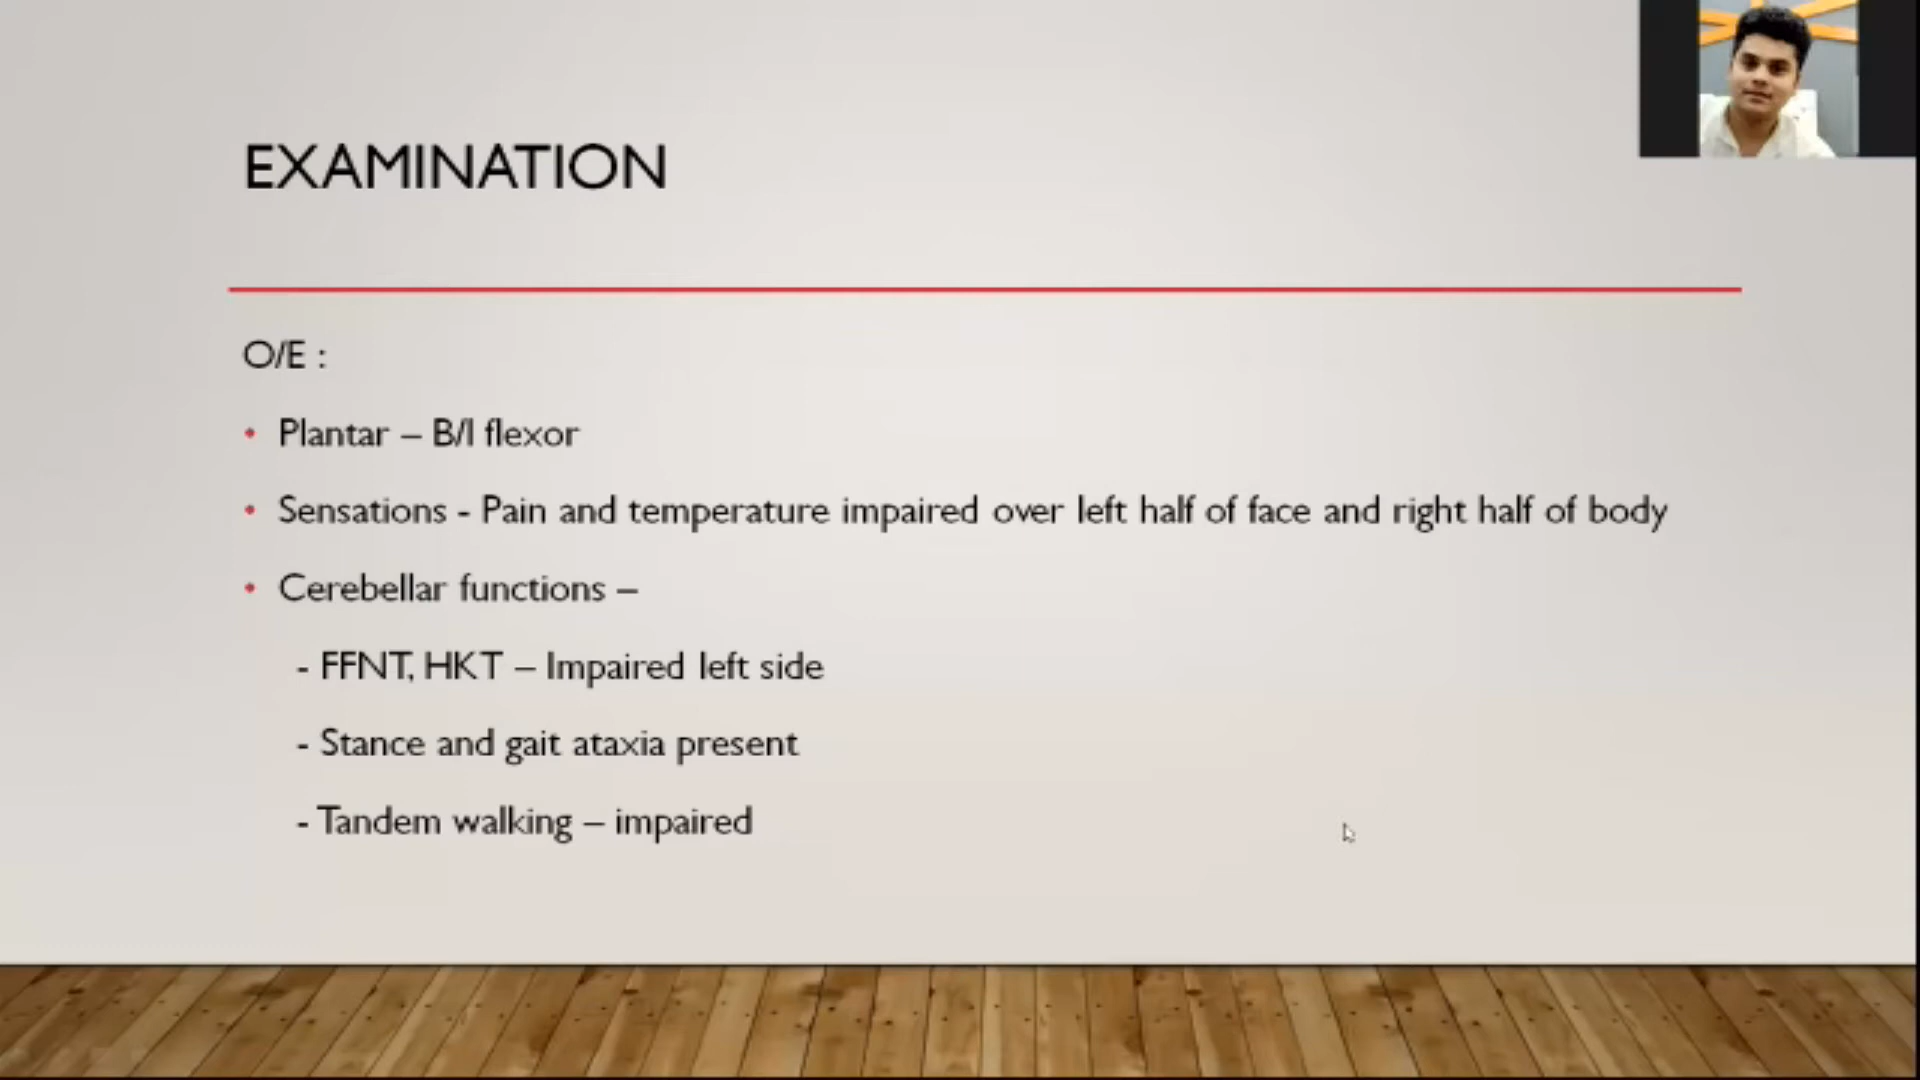 EXAMINATION
O/E :
• Plantar – B/l flexor
• Sensations - Pain and temperature impaired over left half of face and right half of body
• Cerebellar functions –
- FFNT, HKT – Impaired left side
- Stance and gait ataxia present
- Tandem walking – impaired